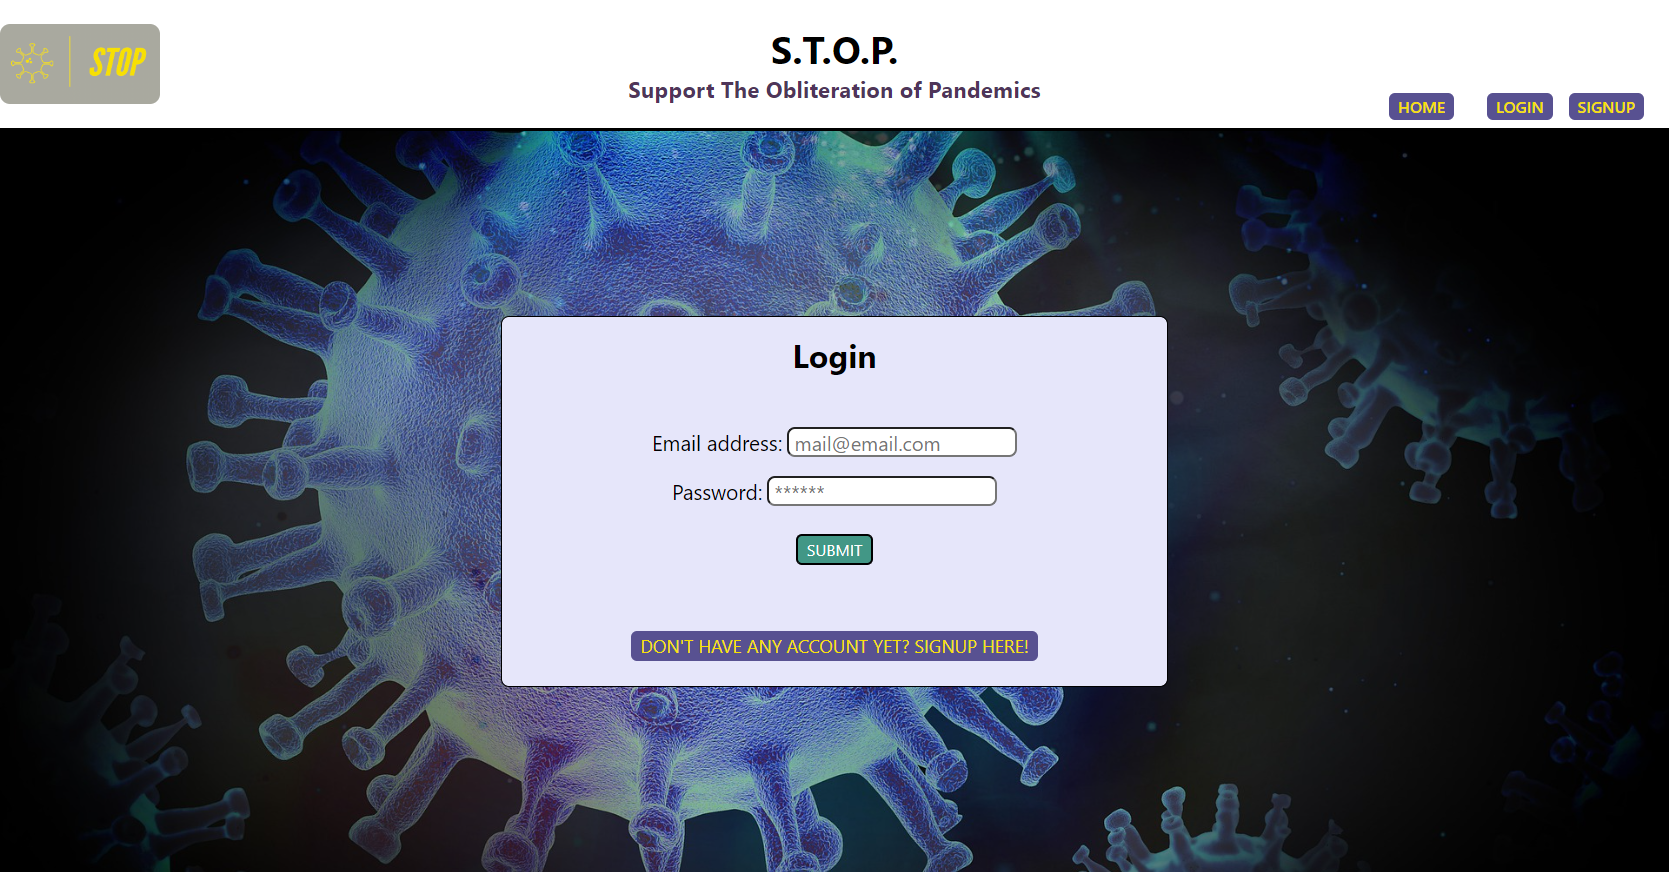 STOP
S.T.O.P.
Support The Obliteration of Pandemics
HOME LOGIN SIGNUP
Login
Email address: mail@email.com
Password: ******
SUBMIT
DON'T HAVE ANY ACCOUNT YET? SIGNUP HERE!